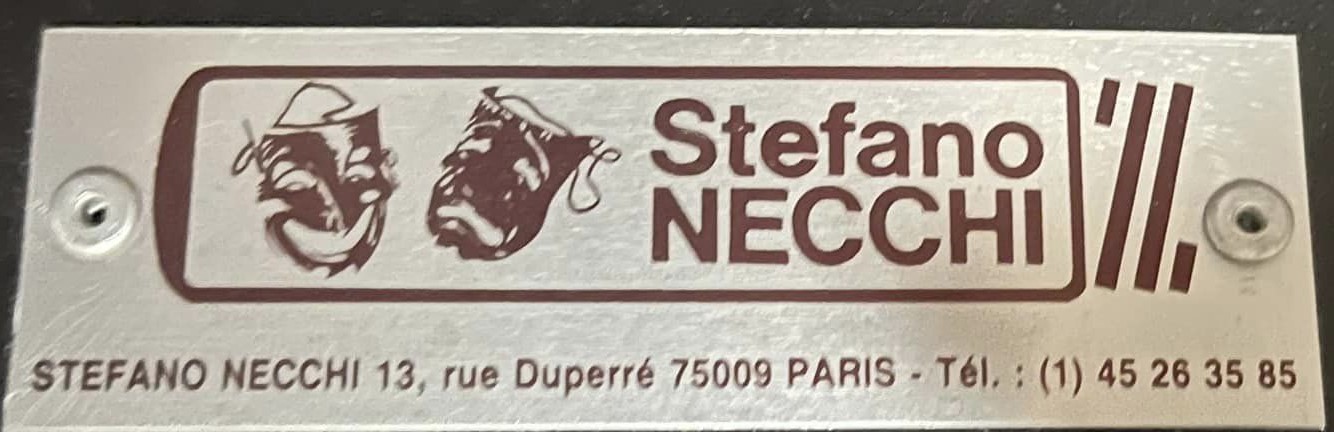 Stefano
NECCHI
STEFANO NECCHI 13, rue Duperré 75009 PARIS - Tél. : (1) 45 26 35 85